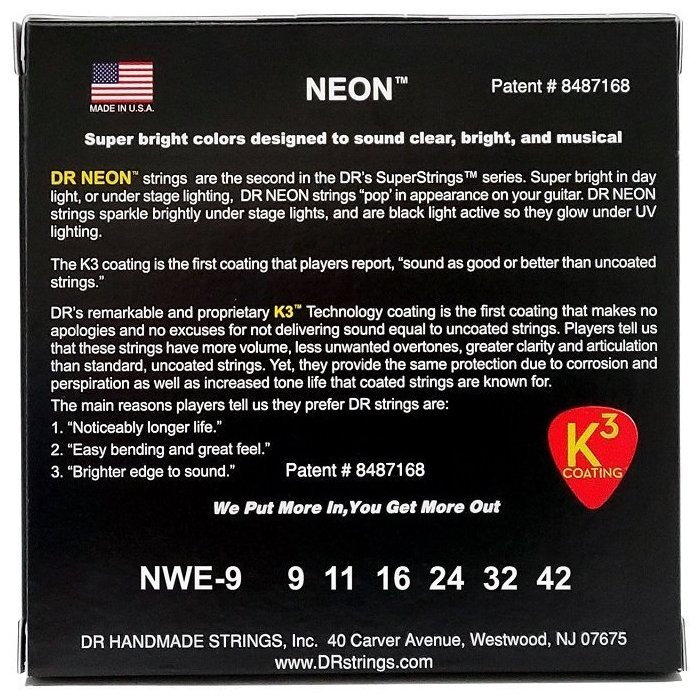 NEON™
Patent # 8487168
MADE IN U.S.A.
Super bright colors designed to sound clear, bright, and musical
DR NEON™ strings are the second in the DR's SuperStrings™ series. Super bright in day
light, or under stage lighting, DR NEON strings “pop’ in appearance on your guitar. DR NEON
strings sparkle brightly under stage lights, and are black light active so they glow under UV
lighting.
The K3 coating is the first coating that players report, “sound as good or better than uncoated
strings.”
DR's remarkable and proprietary K3™ Technology coating is the first coating that makes no
apologies and no excuses for not delivering sound equal to uncoated strings. Players tell us
that these strings have more volume, less unwanted overtones, greater clarity and articulation
than standard, uncoated strings. Yet, they provide the same protection due to corrosion and
perspiration as well as increased tone life that coated strings are known for.
The main reasons players tell us they prefer DR strings are:
1. “Noticeably longer life.”
2. “Easy bending and great feel.”
3. “Brighter edge to sound.”
Patent # 8487168
K3
COATING
We Put More In,You Get More Out
NWE-9 9 11 16 24 32 42
DR HANDMADE STRINGS, Inc. 40 Carver Avenue, Westwood, NJ 07675
www.DRstrings.com